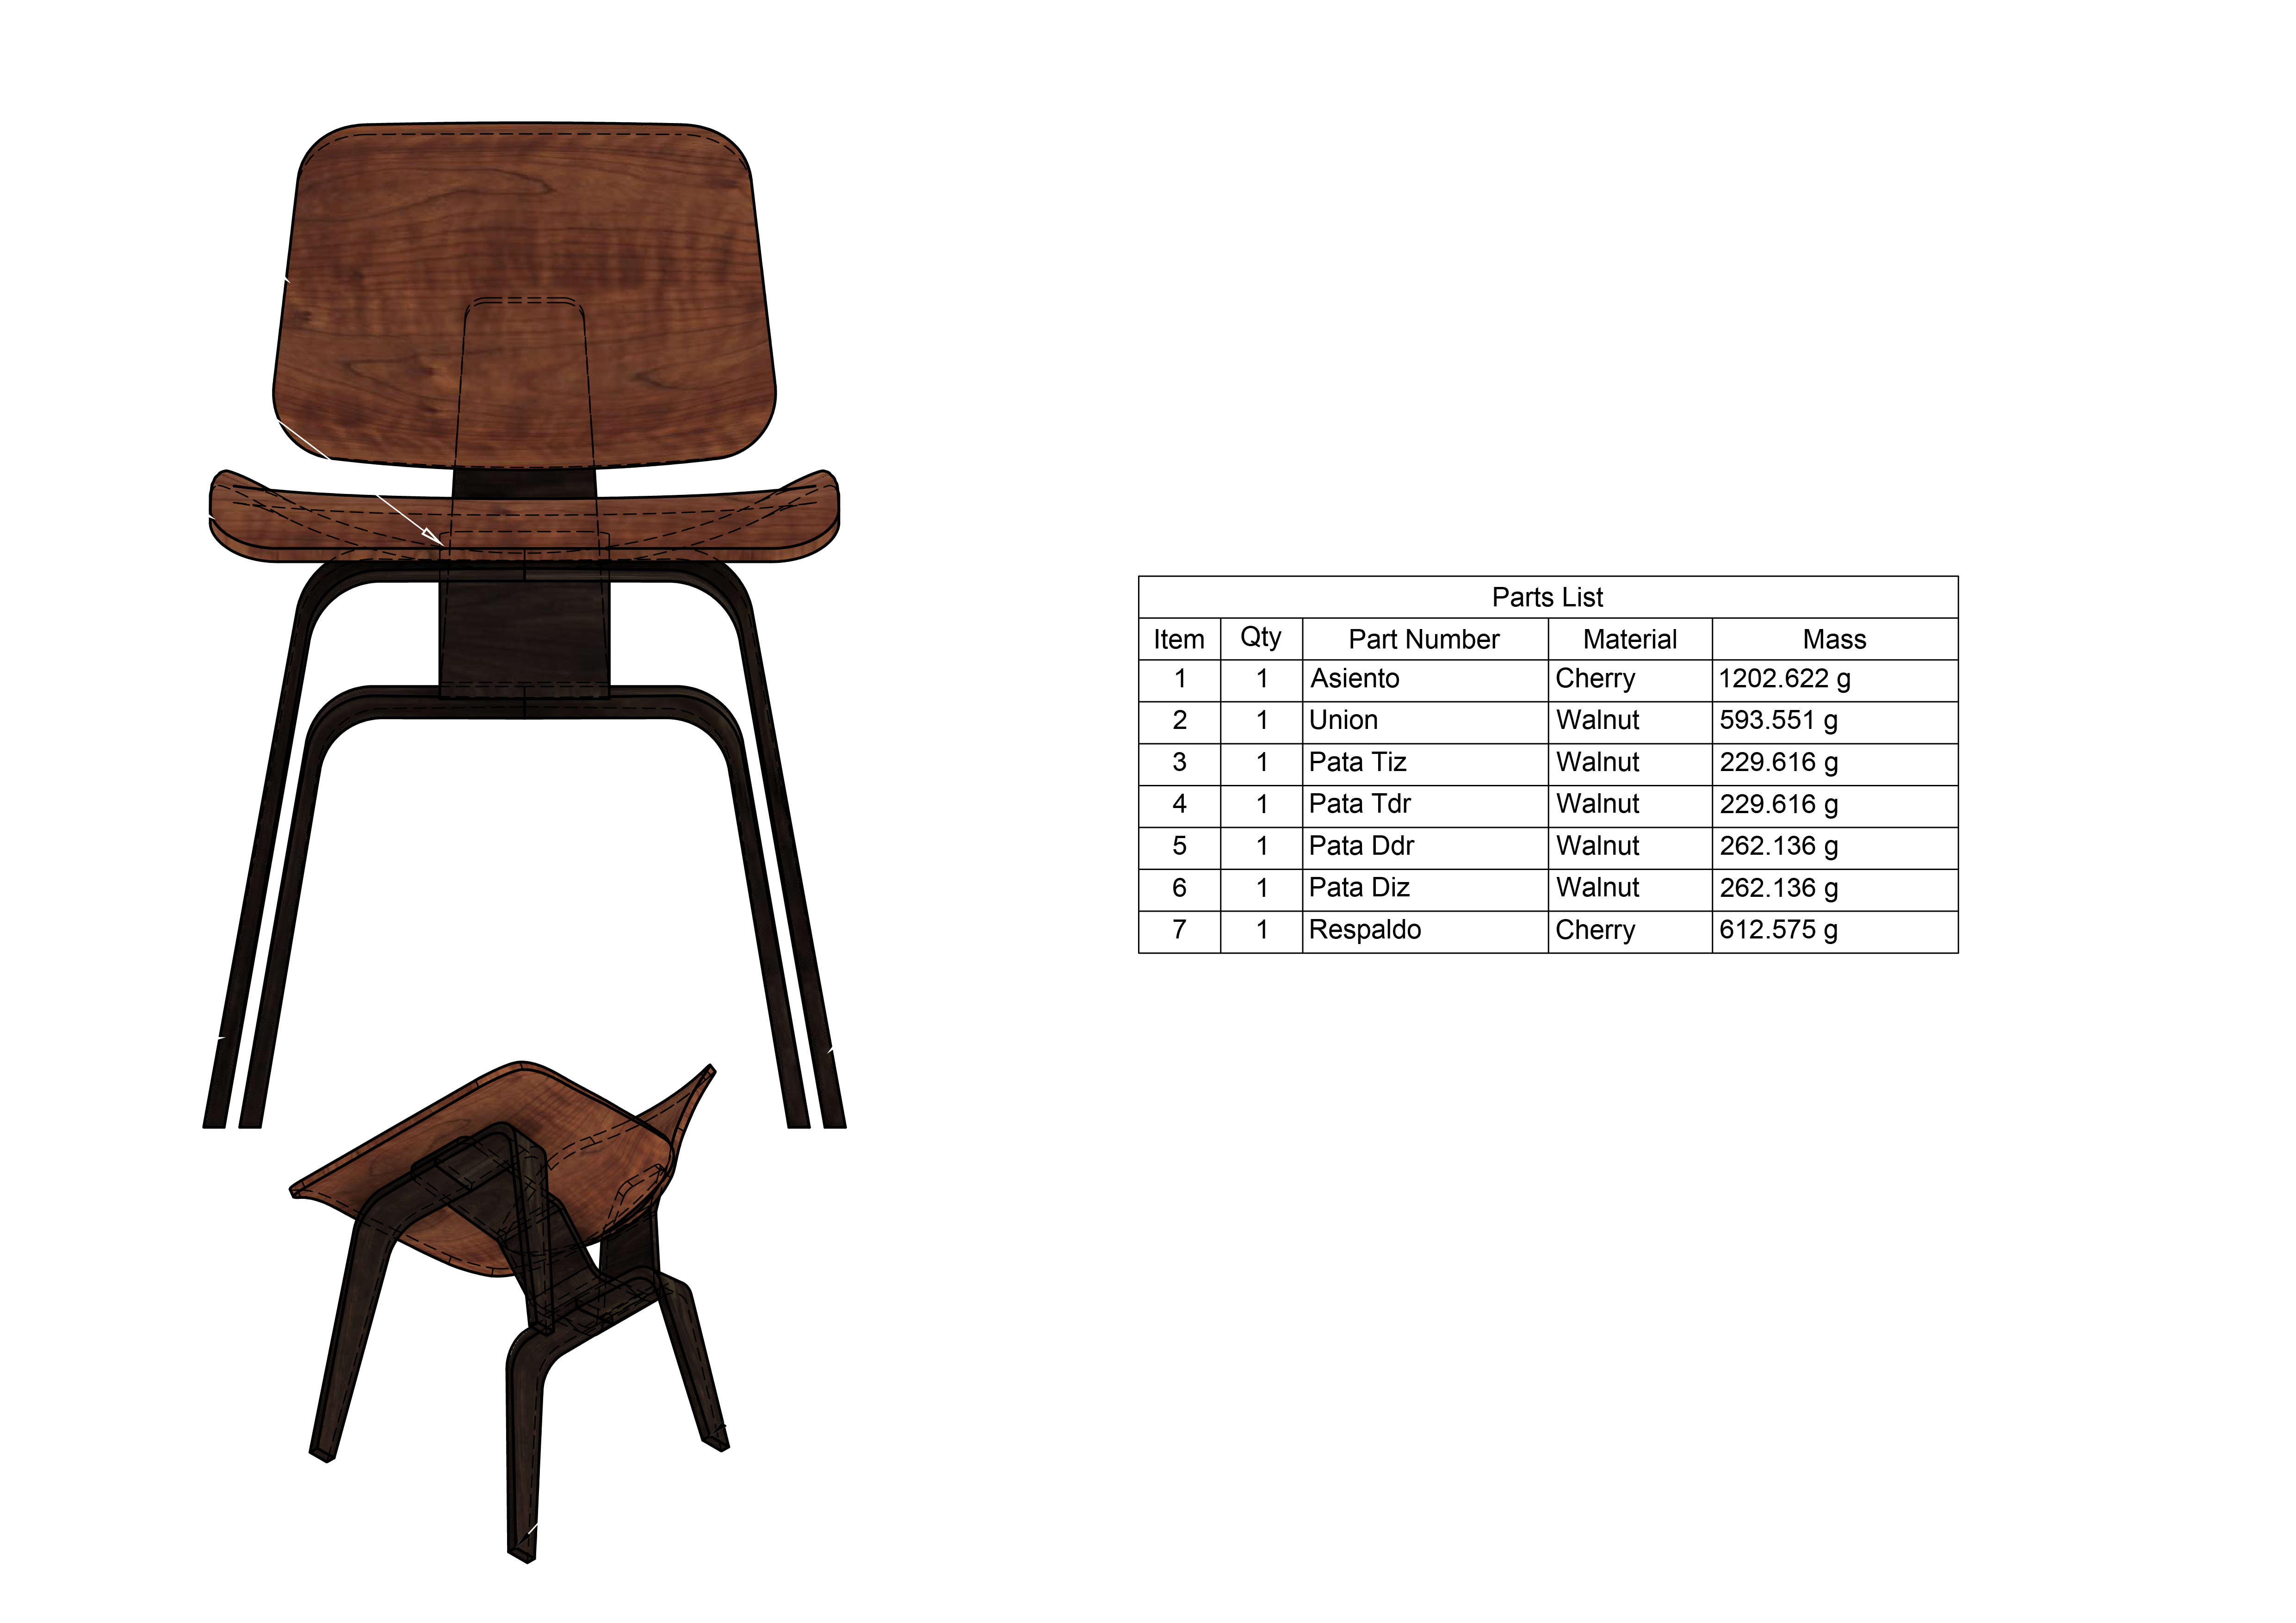 Parts List
Item Qty Part Number Material Mass
1 1 Asiento Cherry 1202.622 g
2 1 Union Walnut 593.551 g
3 1 Pata Tiz Walnut 229.616 g
4 1 Pata Tdr Walnut 229.616 g
5 1 Pata Ddr Walnut 262.136 g
6 1 Pata Diz Walnut 262.136 g
7 1 Respaldo Cherry 612.575 g